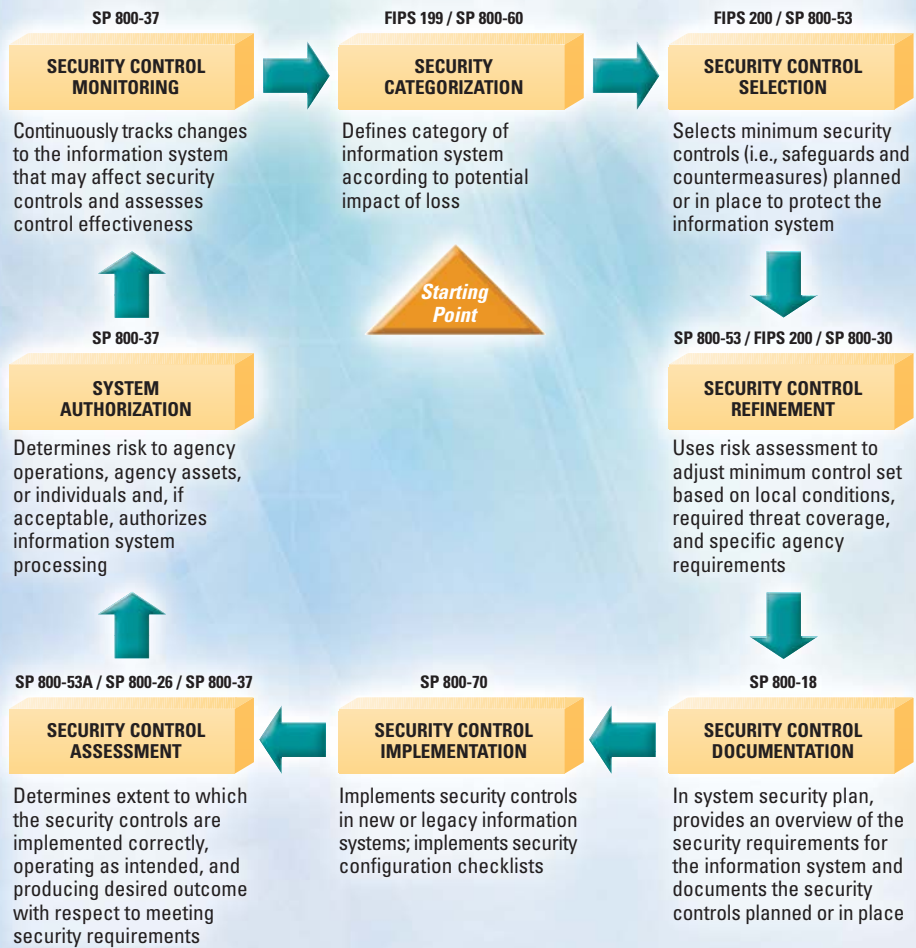 SP 800-37
SECURITY CONTROL
MONITORING
Continuously tracks changes
to the information system
that may affect security
controls and assesses
control effectiveness
FIPS 199 / SP 800-60
SECURITY
CATEGORIZATION
Defines category of
information system
according to potential
impact of loss
FIPS 200 / SP 800-53
SECURITY CONTROL
SELECTION
Selects minimum security
controls (i.e., safeguards and
countermeasures) planned
or in place to protect the
information system
Starting
Point
SP 800-37
SYSTEM
AUTHORIZATION
Determines risk to agency
operations, agency assets,
or individuals and, if
acceptable, authorizes
information system
processing
SP 800-53 / FIPS 200 / SP 800-30
SECURITY CONTROL
REFINEMENT
Uses risk assessment to
adjust minimum control set
based on local conditions,
required threat coverage,
and specific agency
requirements
SP 800-53A / SP 800-26 / SP 800-37
SECURITY CONTROL
ASSESSMENT
Determines extent to which
the security controls are
implemented correctly,
operating as intended, and
producing desired outcome
with respect to meeting
security requirements
SP 800-70
SECURITY CONTROL
IMPLEMENTATION
Implements security controls
in new or legacy information
systems; implements security
configuration checklists
SP 800-18
SECURITY CONTROL
DOCUMENTATION
In system security plan,
provides an overview of the
security requirements for
the information system and
documents the security
controls planned or in place